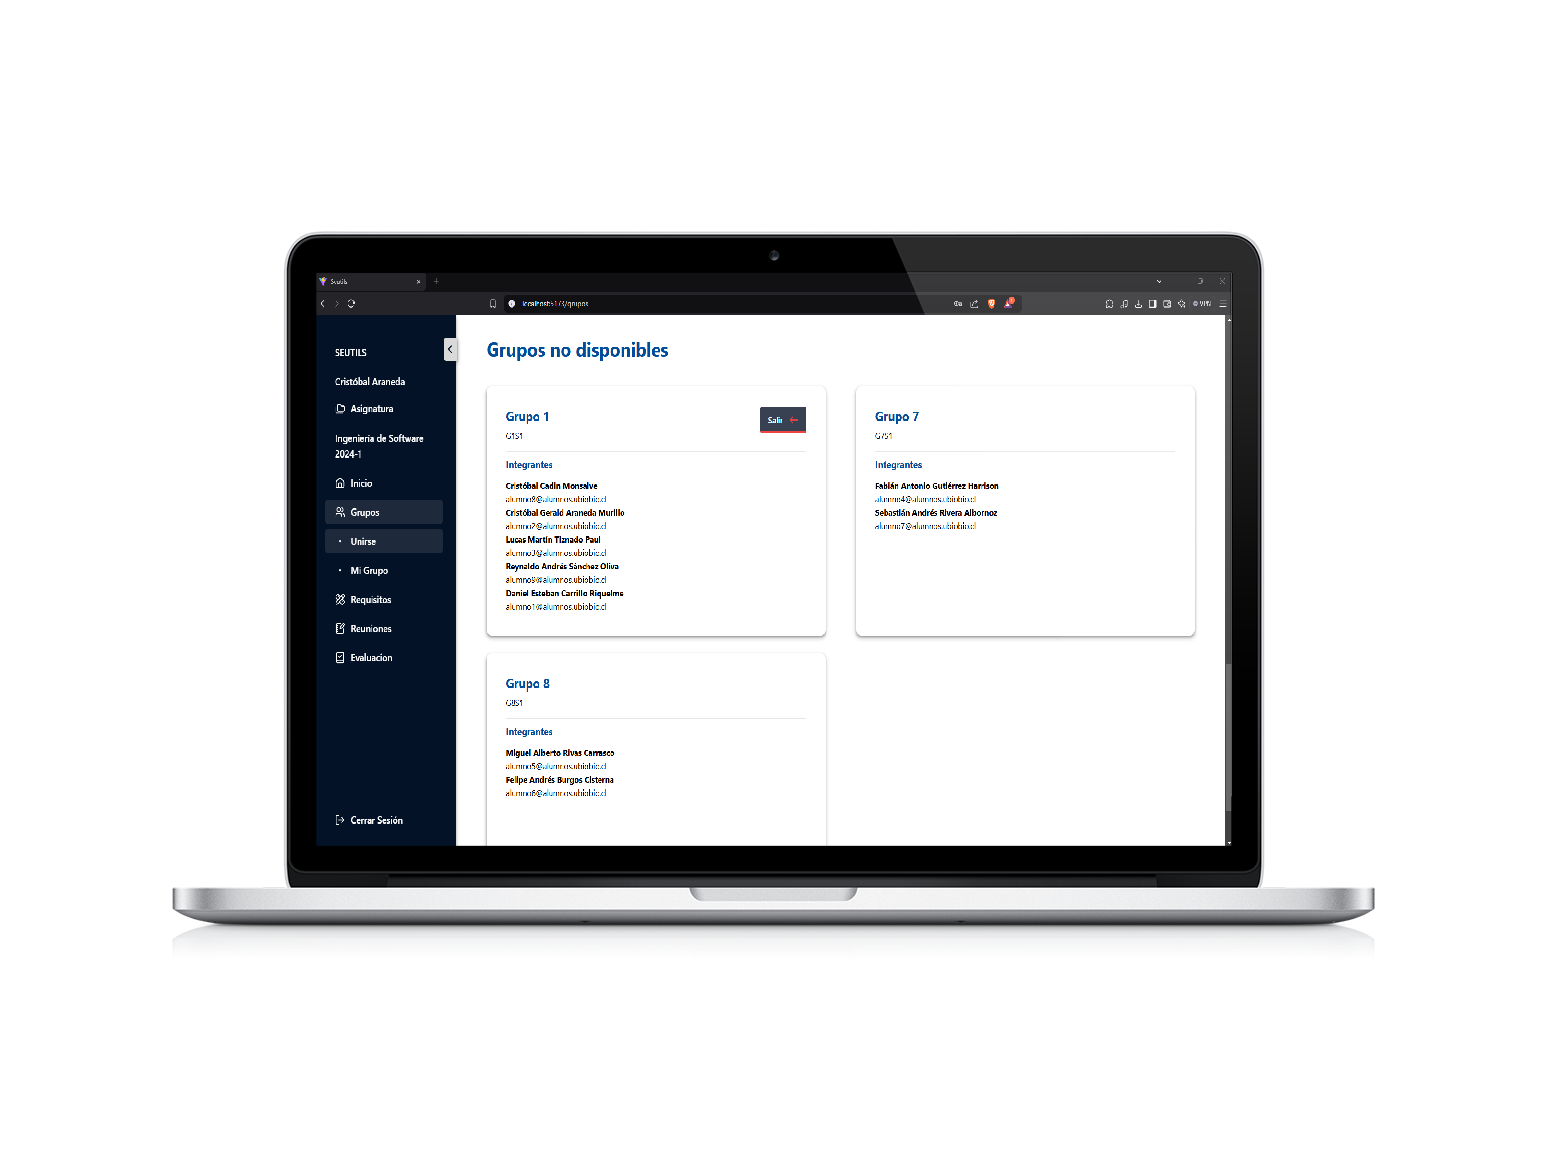 Seutils
localhost:5173/grupos
VPN
SEUTILS
Cristóbal Araneda
Asignatura
Ingeniería de Software
2024-1
Inicio
Grupos
Unirse
Mi Grupo
Requisitos
Reuniones
Evaluacion
Cerrar Sesión
Grupos no disponibles
Grupo 1
Salir
G1S1
Integrantes
Cristóbal Cadin Monsalve
alumno8@alumnos.ubiobio.cl
Cristóbal Gerald Araneda Murillo
alumno2@alumnos.ubiobio.cl
Lucas Martín Tiznado Paul
alumno3@alumnos.ubiobio.cl
Reynaldo Andrés Sánchez Oliva
alumno9@alumnos.ubiobio.cl
Daniel Esteban Carrillo Riquelme
alumno1@alumnos.ubiobio.cl
Grupo 7
G7S1
Integrantes
Fabián Antonio Gutiérrez Harrison
alumno4@alumnos.ubiobio.cl
Sebastián Andrés Rivera Albornoz
alumno7@alumnos.ubiobio.cl
Grupo 8
G8S1
Integrantes
Miguel Alberto Rivas Carrasco
alumno5@alumnos.ubiobio.cl
Felipe Andrés Burgos Cisterna
alumno6@alumnos.ubiobio.cl